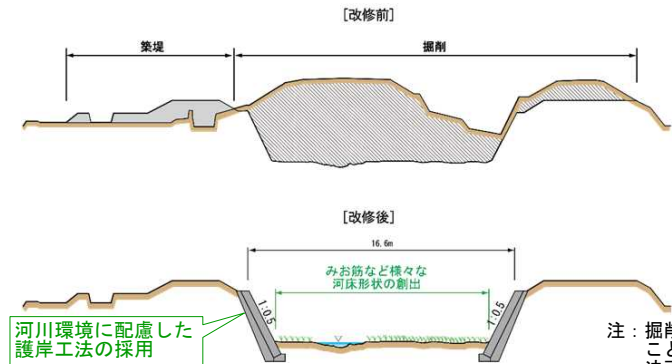 [改修前]
築堤
掘削
[改修後]
16.6m
みお筋など様々な
河床形状の創出
1:0.5
1:0.5
河川環境に配慮した
護岸工法の採用
注:掘削
こと